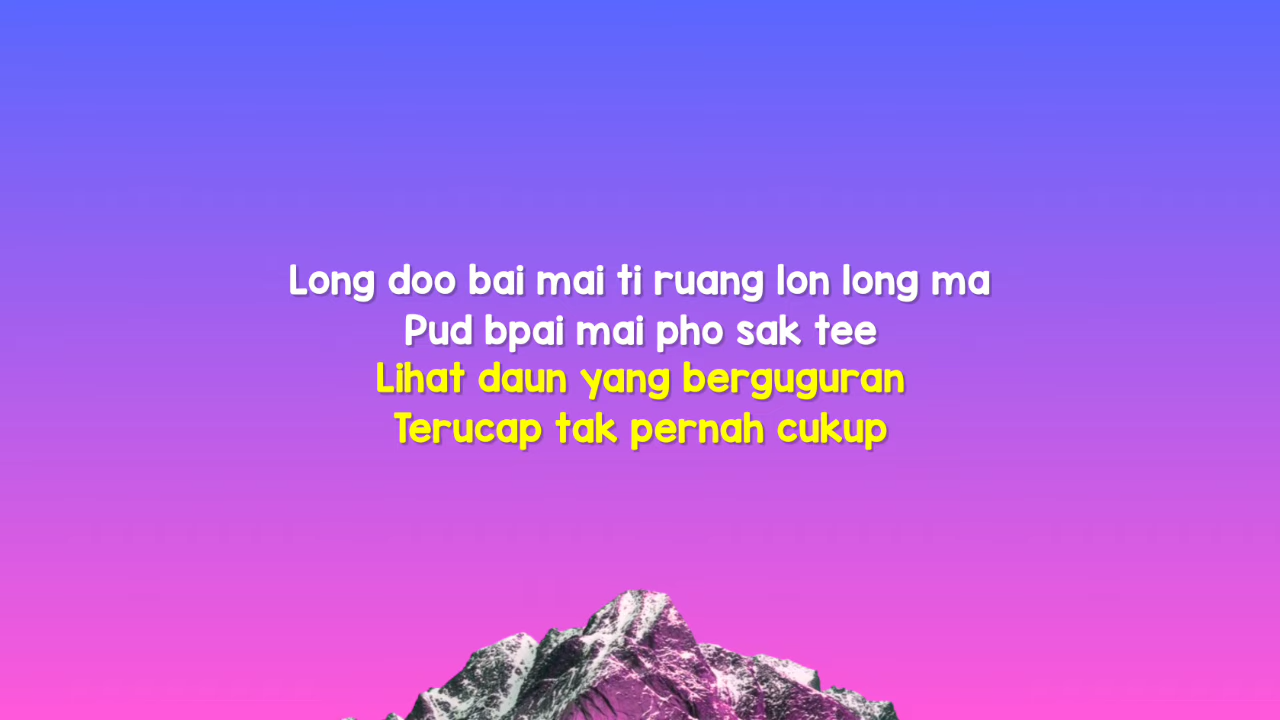 Long doo bai mai ti ruang lon long ma
Pud bpai mai pho sak tee
Lihat daun yang berguguran
Terucap tak pernah cukup